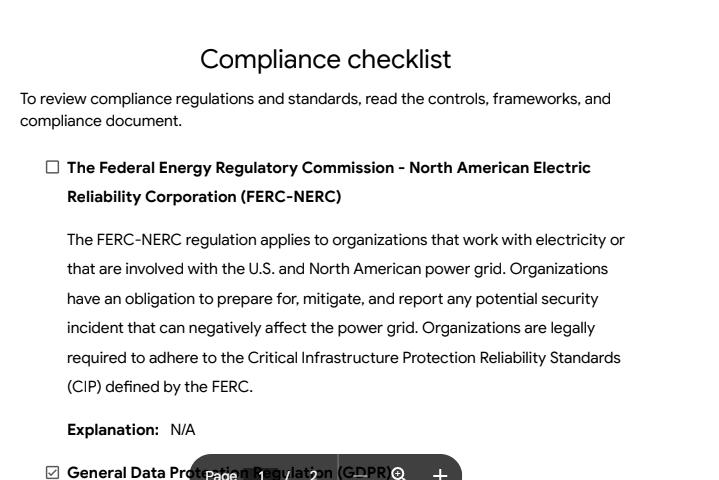 Compliance checklist
To review compliance regulations and standards, read the controls, frameworks, and
compliance document.
The Federal Energy Regulatory Commission - North American Electric
Reliability Corporation (FERC-NERC)
The FERC-NERC regulation applies to organizations that work with electricity or
that are involved with the U.S. and North American power grid. Organizations
have an obligation to prepare for, mitigate, and report any potential security
incident that can negatively affect the power grid. Organizations are legally
required to adhere to the Critical Infrastructure Protection Reliability Standards
(CIP) defined by the FERC.
Explanation: N/A
General Data Protection Regulation (GDPR)
Page 1 / 2